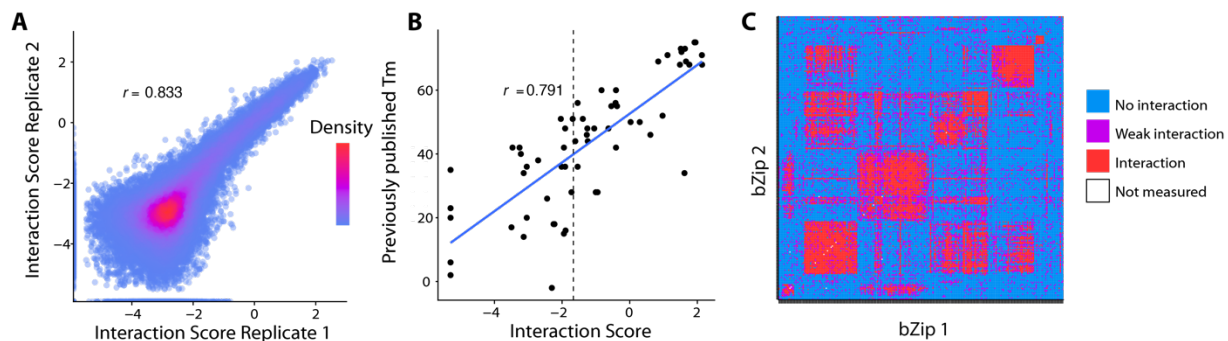 A
Interaction Score Replicate 2
2
0
−2
−4
r = 0.833
Density
−4
−2
0
2
Interaction Score Replicate 1
B
Previously published Tm
60
40
20
0
r = 0.791
−4
−2
0
2
Interaction Score
C
bZip 2
bZip 1
No interaction
Weak interaction
Interaction
Not measured